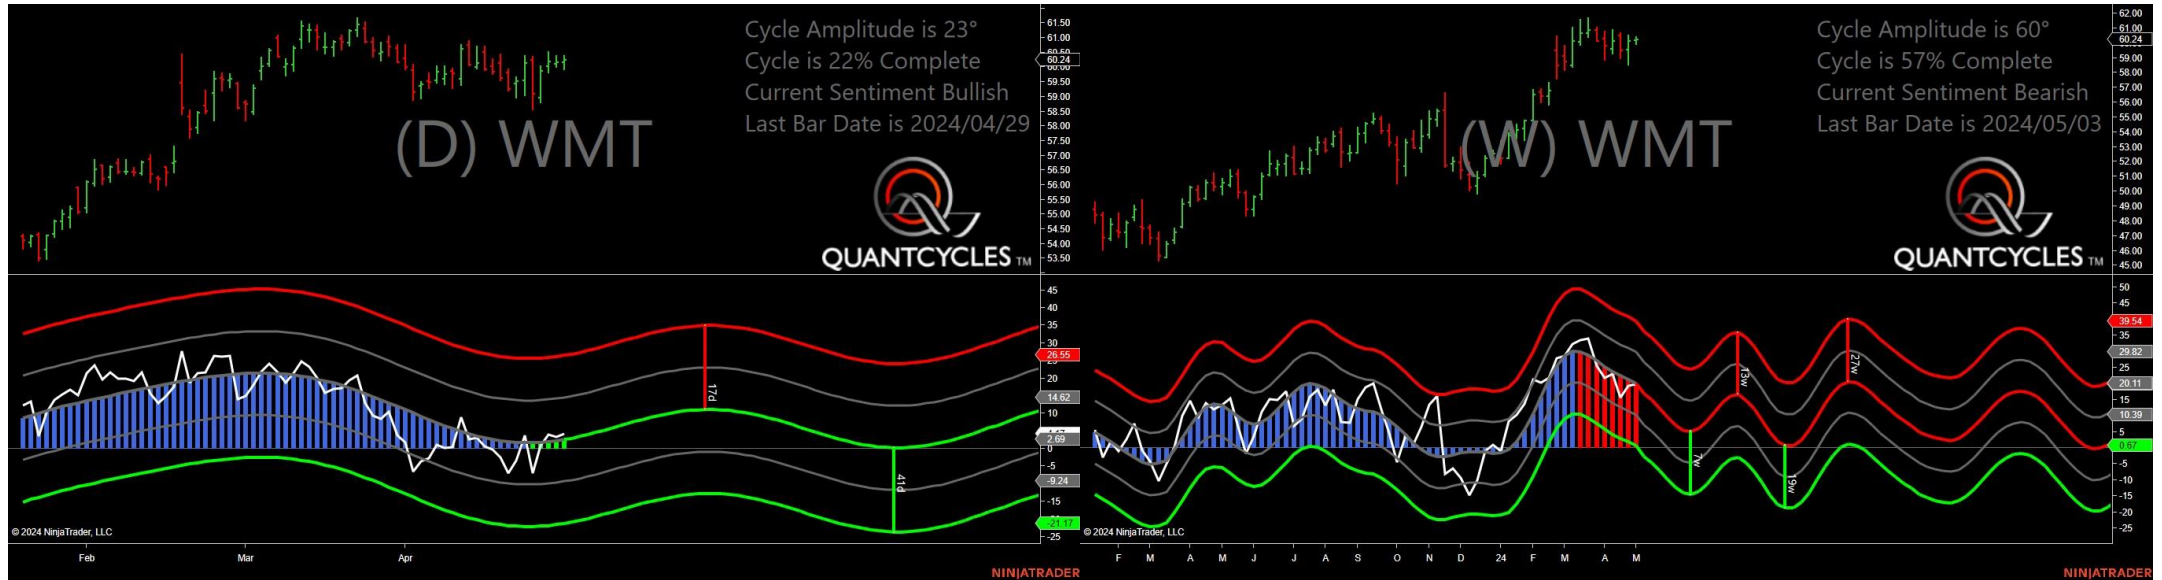 Cycle Amplitude is 23°
Cycle is 22% Complete
Current Sentiment Bullish
Last Bar Date is 2024/04/29
(D) WMT
QUANTCYCLES TM
61.50
61.00
60.50
60.24
60.00
59.50
59.00
58.50
58.00
57.50
57.00
56.50
56.00
55.50
55.00
54.50
54.00
53.50
45
40
35
30
26.55
20
14.62
10
2.69
0
-5
-9.24
-15
-21.17
-25
17d
41d
© 2024 NinjaTrader, LLC
Feb Mar Apr
NINJATRADER
Cycle Amplitude is 60°
Cycle is 57% Complete
Current Sentiment Bearish
Last Bar Date is 2024/05/03
(W) WMT
QUANTCYCLES TM
62.00
61.00
60.24
59.00
58.00
57.00
56.00
55.00
54.00
53.00
52.00
51.00
50.00
49.00
48.00
47.00
46.00
45.00
50
45
39.54
35
29.82
25
20.11
15
10.39
5
0.67
-5
-10
-15
-20
-25
13w
27w
7w
19w
© 2024 NinjaTrader, LLC
F M A M J J A S O N D 24 F M A M
NINJATRADER